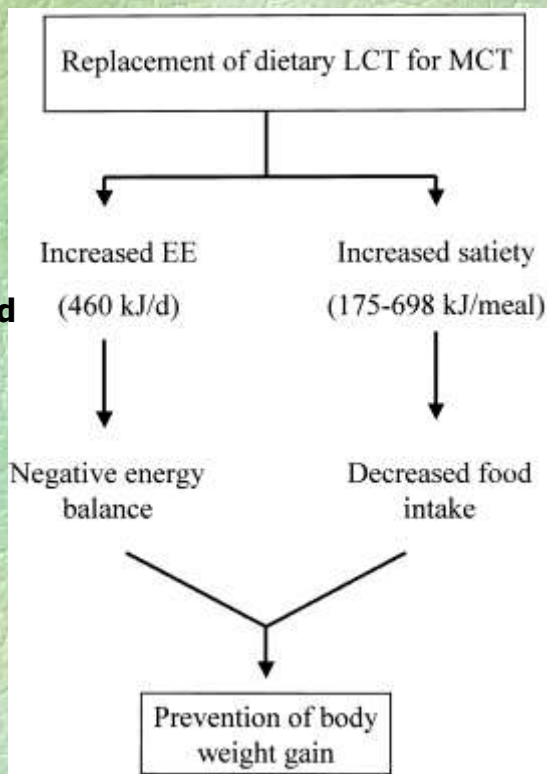 Replacement of dietary LCT for MCT
Increased EE
(460 kJ/d)
Increased satiety
(175-698 kJ/meal)
d
Negative energy
balance
Decreased food
intake
Prevention of body
weight gain